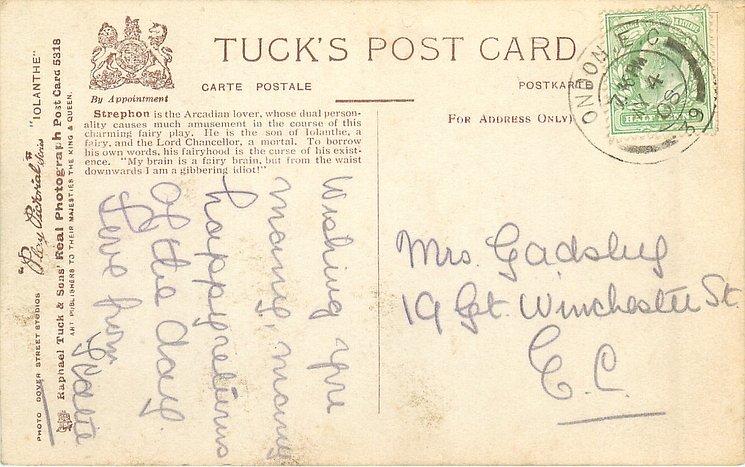 TUCK'S POST CARD
CARTE POSTALE
POSTKARTE
By Appointment
FOR ADDRESS ONLY
Strephon is the Arcadian lover, whose dual person-
ality causes much amusement in the course of this
charming fairy play. He is the son of Iolanthe, a
fairy, and the Lord Chancellor, a mortal. To borrow
his own words, his fairyhood is the curse of his exist-
ence. "My brain is a fairy brain, but from the waist
downwards I am a gibbering idiot!"
"Play Pictorial" Series "IOLANTHE"
PHOTO DOVER STREET STUDIOS
Raphael Tuck & Sons' Real Photograph Post Card 5318
ART PUBLISHERS TO THEIR MAJESTIES THE KING & QUEEN.
Wishing you
many, many
happy returns
of the day.
Love from
Mrs. Gadsby
19 Gt. Winchester St.
E.C.
LONDON. E.C
4
39
HALF